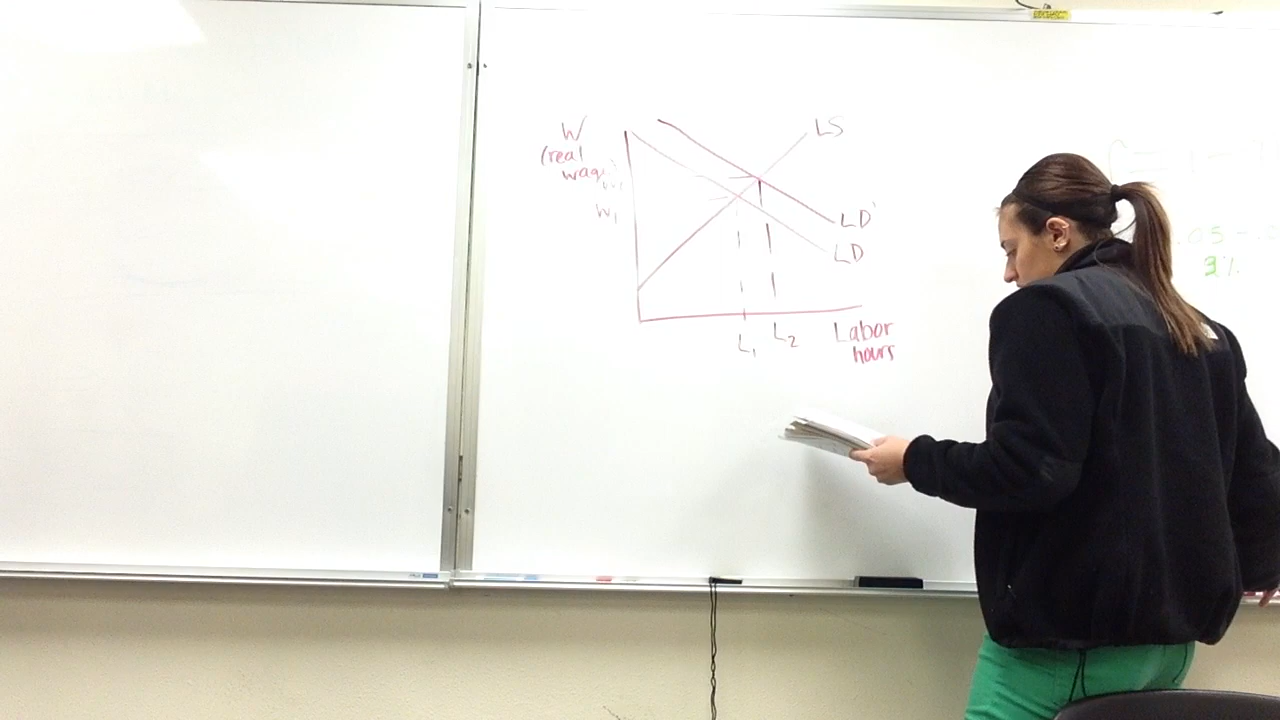 W
(real
wage)
W₁
LS
LD'
LD
L₁
L₂
Labor
hours
.05 -
3%